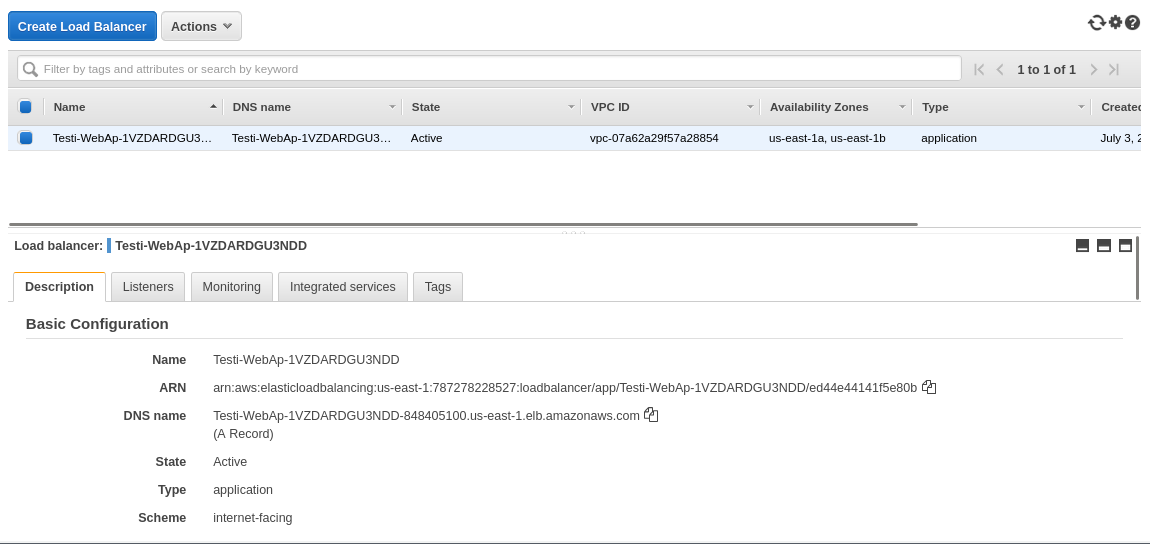 Create Load Balancer Actions
Filter by tags and attributes or search by keyword 1 to 1 of 1
Name DNS name State VPC ID Availability Zones Type Created
Testi-WebAp-1VZDARDGU3... Testi-WebAp-1VZDARDGU3... Active vpc-07a62a29f57a28854 us-east-1a, us-east-1b application July 3, 2
Load balancer: Testi-WebAp-1VZDARDGU3NDD
Description Listeners Monitoring Integrated services Tags
Basic Configuration
Name Testi-WebAp-1VZDARDGU3NDD
ARN arn:aws:elasticloadbalancing:us-east-1:787278228527:loadbalancer/app/Testi-WebAp-1VZDARDGU3NDD/ed44e44141f5e80b
DNS name Testi-WebAp-1VZDARDGU3NDD-848405100.us-east-1.elb.amazonaws.com
(A Record)
State Active
Type application
Scheme internet-facing